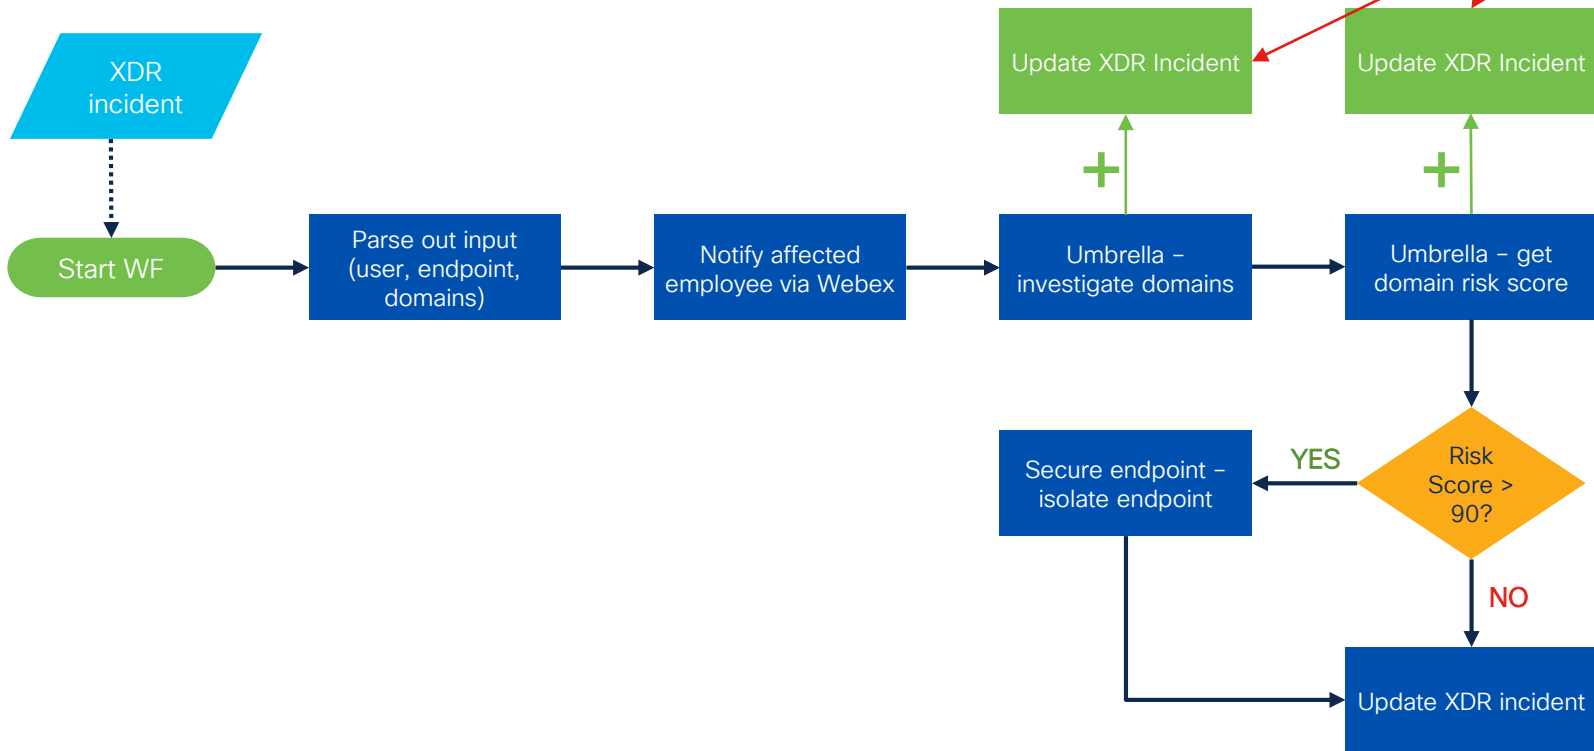 XDR
incident
Update XDR Incident
Update XDR Incident
+
+
Start WF
Parse out input
(user, endpoint,
domains)
Notify affected
employee via Webex
Umbrella –
investigate domains
Umbrella – get
domain risk score
Secure endpoint –
isolate endpoint
YES
Risk
Score >
90?
NO
Update XDR incident